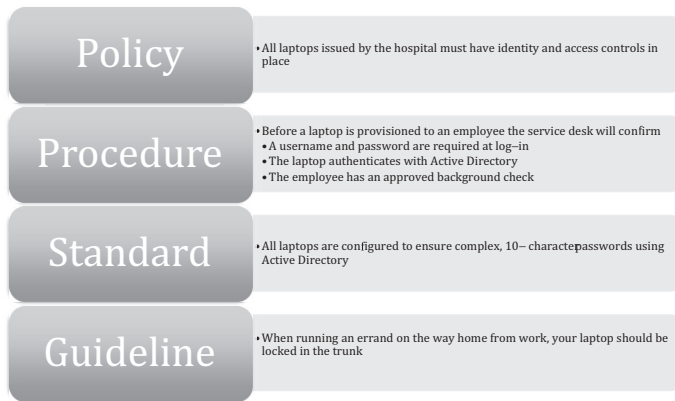 Policy
•All laptops issued by the hospital must have identity and access controls in
place
Procedure
•Before a laptop is provisioned to an employee the service desk will confirm
•A username and password are required at log–in
•The laptop authenticates with Active Directory
•The employee has an approved background check
Standard
•All laptops are configured to ensure complex, 10– character passwords using
Active Directory
Guideline
•When running an errand on the way home from work, your laptop should be
locked in the trunk